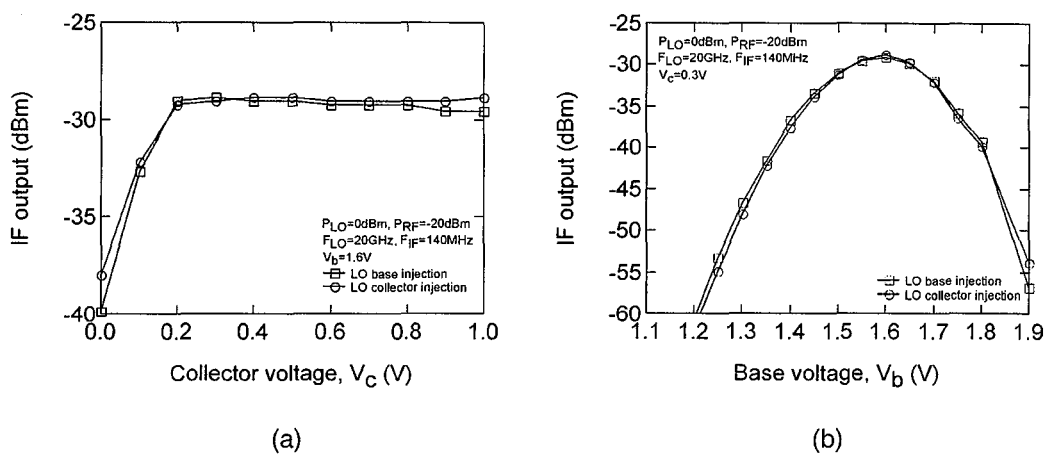 -25
-30
-35
-40
0.0 0.2 0.4 0.6 0.8 1.0
IF output (dBm)
Collector voltage, Vc (V)
PLO=0dBm, PRF=-20dBm
FLO=20GHz, FIF=140MHz
Vb=1.6V
LO base injection
LO collector injection
(a)
-25
-30
-35
-40
-45
-50
-55
-60
1.1 1.2 1.3 1.4 1.5 1.6 1.7 1.8 1.9
IF output (dBm)
Base voltage, Vb (V)
PLO=0dBm, PRF=-20dBm
FLO=20GHz, FIF=140MHz
Vc=0.3V
LO base injection
LO collector injection
(b)